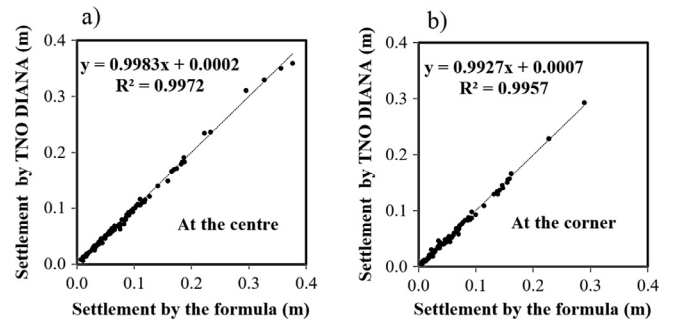 a)
Settlement by TNO DIANA (m)
0.4
0.3
0.2
0.1
0.0
y = 0.9983x + 0.0002
R² = 0.9972
At the centre
0.0 0.1 0.2 0.3 0.4
Settlement by the formula (m)
b)
Settlement by TNO DIANA (m)
0.4
0.3
0.2
0.1
0.0
y = 0.9927x + 0.0007
R² = 0.9957
At the corner
0.0 0.1 0.2 0.3 0.4
Settlement by the formula (m)